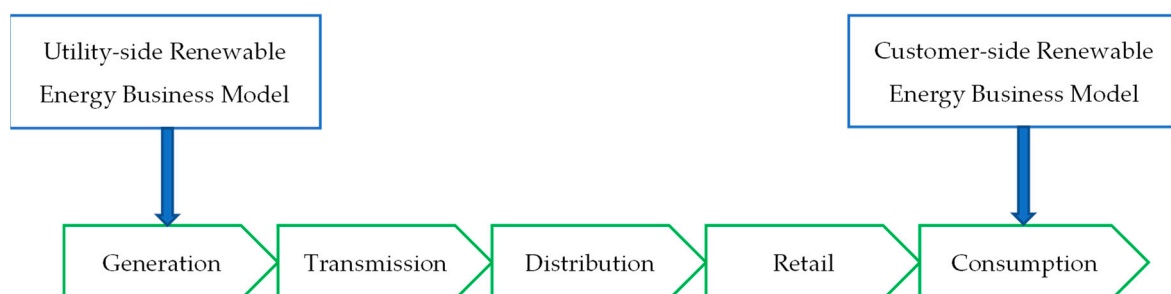 Utility-side Renewable
Energy Business Model
Customer-side Renewable
Energy Business Model
Generation
Transmission
Distribution
Retail
Consumption